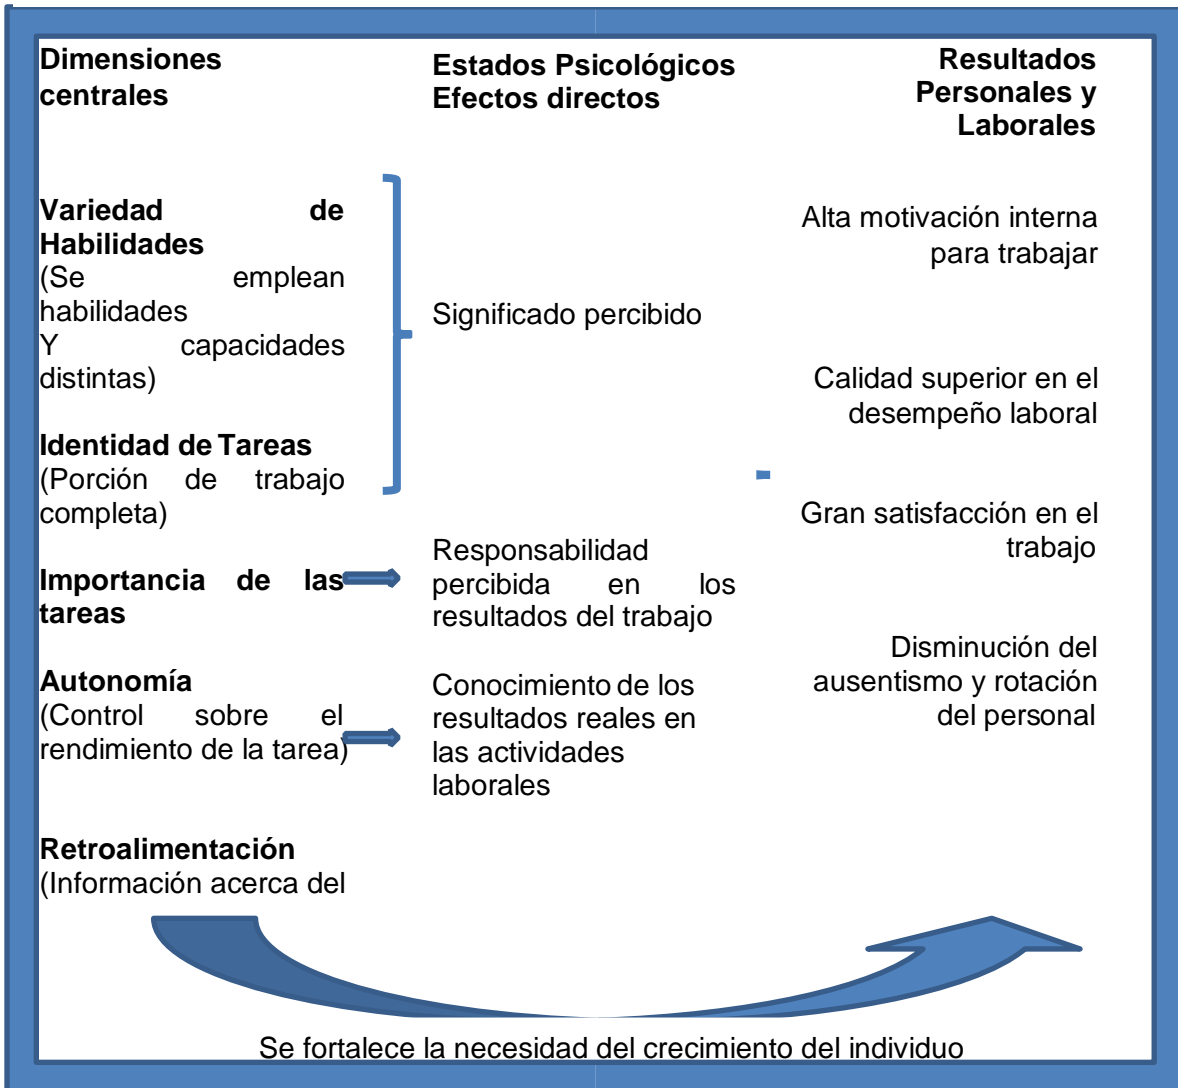 Dimensiones
centrales
Variedad de
Habilidades
(Se emplean
habilidades
Y capacidades
distintas)
Identidad de Tareas
(Porción de trabajo
completa)
Importancia de las
tareas
Autonomía
(Control sobre el
rendimiento de la tarea)
Retroalimentación
(Información acerca del
Estados Psicológicos
Efectos directos
Significado percibido
Responsabilidad
percibida en los
resultados del trabajo
Conocimiento de los
resultados reales en
las actividades
laborales
Resultados
Personales y
Laborales
Alta motivación interna
para trabajar
Calidad superior en el
desempeño laboral
Gran satisfacción en el
trabajo
Disminución del
ausentismo y rotación
del personal
Se fortalece la necesidad del crecimiento del individuo